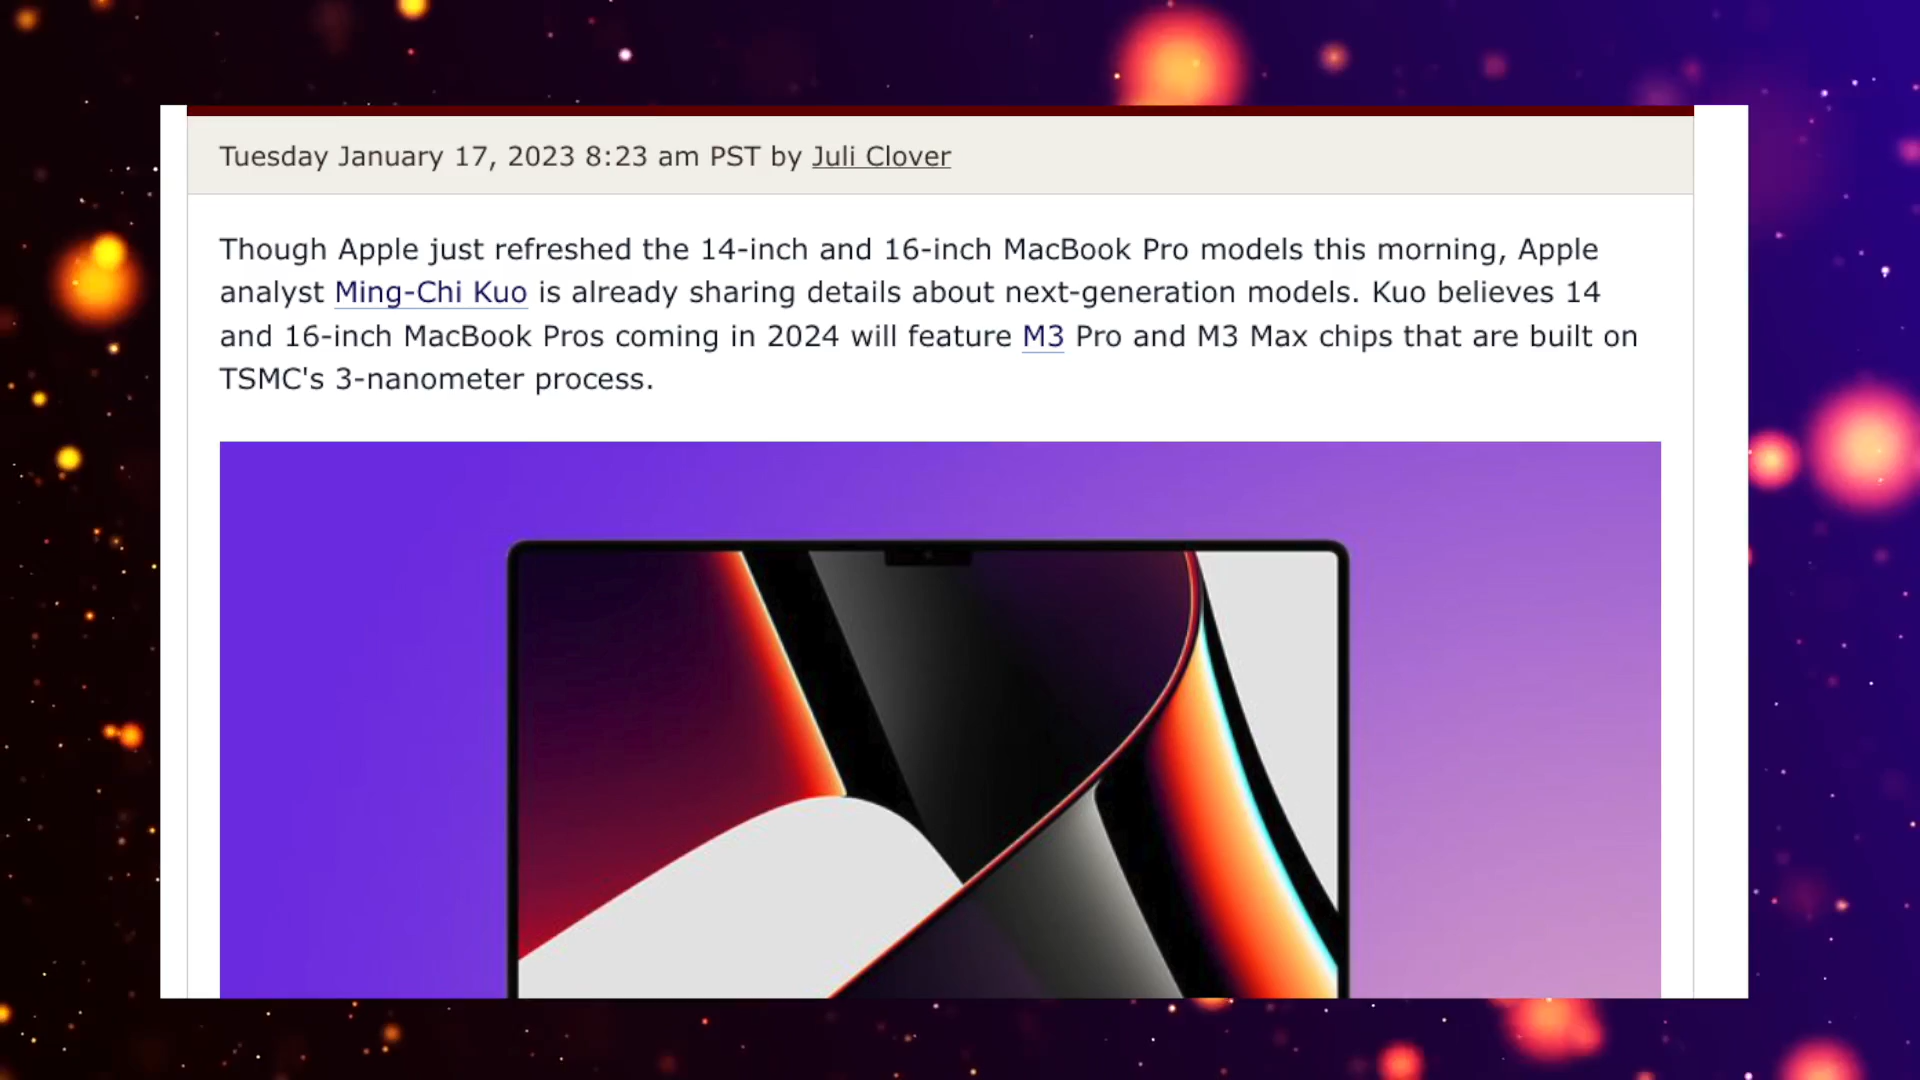 Tuesday January 17, 2023 8:23 am PST by Juli Clover
Though Apple just refreshed the 14-inch and 16-inch MacBook Pro models this morning, Apple
analyst Ming-Chi Kuo is already sharing details about next-generation models. Kuo believes 14
and 16-inch MacBook Pros coming in 2024 will feature M3 Pro and M3 Max chips that are built on
TSMC's 3-nanometer process.